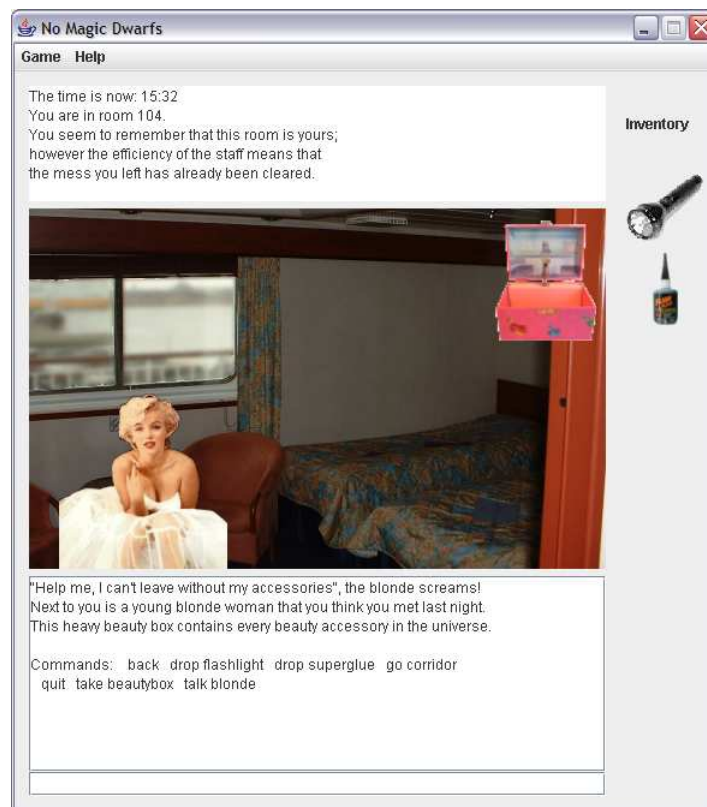 No Magic Dwarfs
Game Help
The time is now: 15:32
You are in room 104.
You seem to remember that this room is yours;
however the efficiency of the staff means that
the mess you left has already been cleared.
Inventory
"Help me, I can't leave without my accessories", the blonde screams!
Next to you is a young blonde woman that you think you met last night.
This heavy beauty box contains every beauty accessory in the universe.
Commands: back drop flashlight drop superglue go corridor
quit take beautybox talk blonde